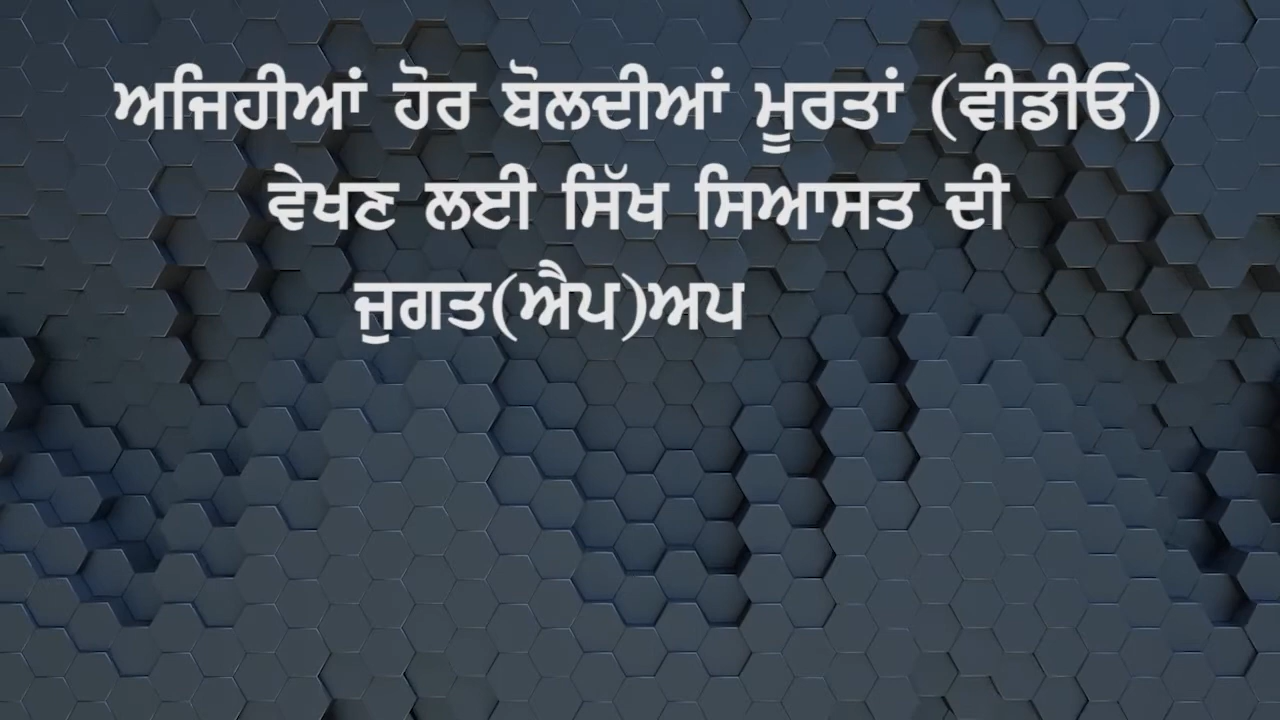 ਅਜਿਹੀਆਂ ਹੋਰ ਬੋਲਦੀਆਂ ਮੂਰਤਾਂ (ਵੀਡੀਓ)
ਵੇਖਣ ਲਈ ਸਿੱਖ ਸਿਆਸਤ ਦੀ
ਜੁਗਤ(ਐਪ)ਅਪ